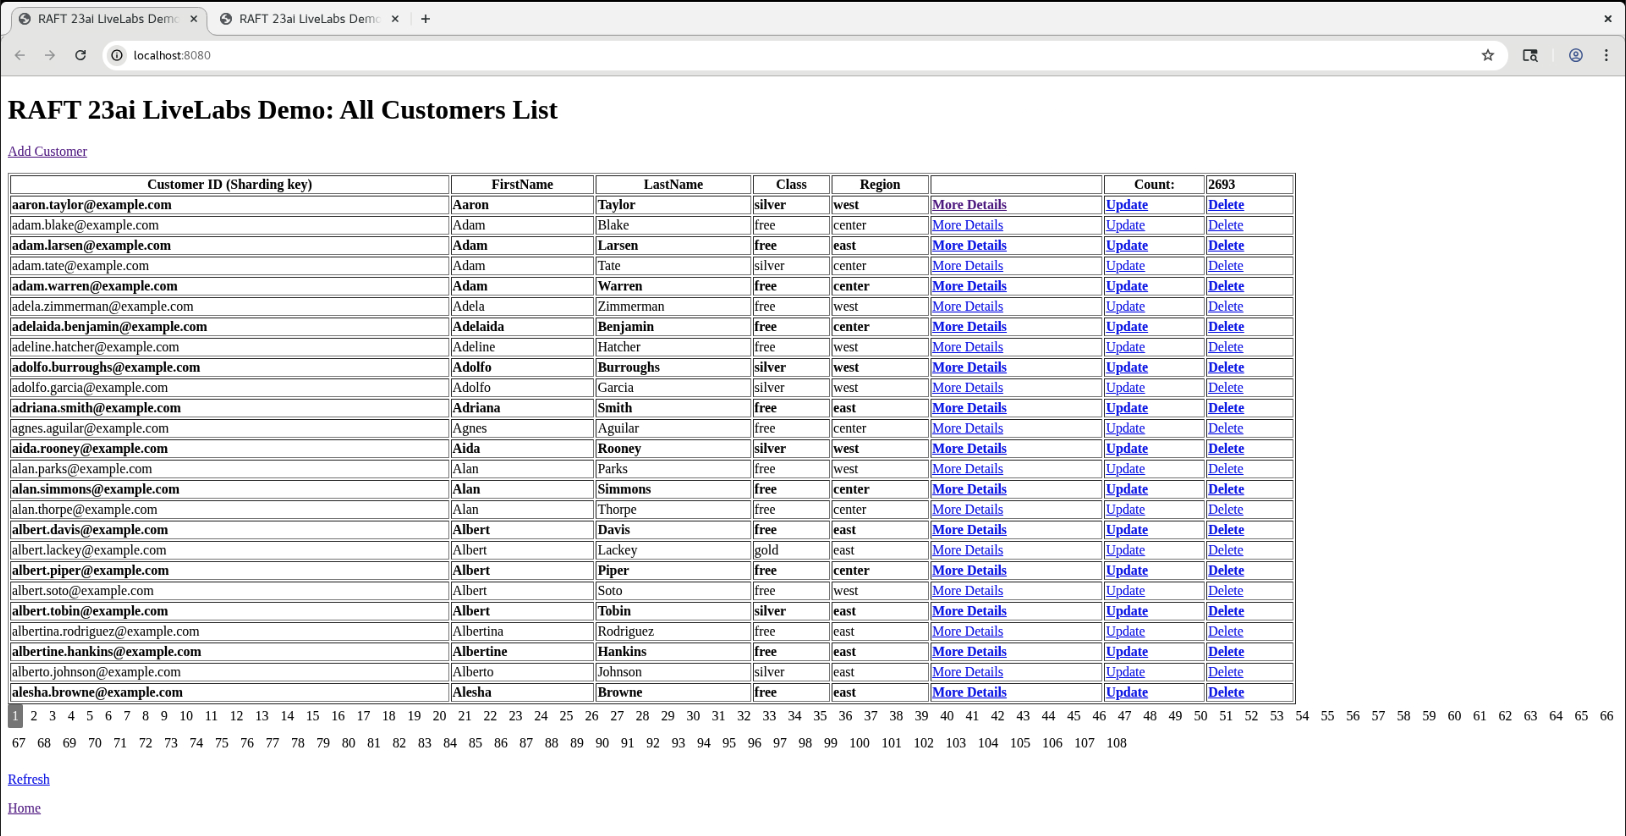 RAFT 23ai LiveLabs Demo
RAFT 23ai LiveLabs Demo
localhost:8080
RAFT 23ai LiveLabs Demo: All Customers List
Add Customer
Customer ID (Sharding key) FirstName LastName Class Region Count: 2693
aaron.taylor@example.com Aaron Taylor silver west More Details Update Delete
adam.blake@example.com Adam Blake free center More Details Update Delete
adam.larsen@example.com Adam Larsen free east More Details Update Delete
adam.tate@example.com Adam Tate silver center More Details Update Delete
adam.warren@example.com Adam Warren free center More Details Update Delete
adela.zimmerman@example.com Adela Zimmerman free west More Details Update Delete
adelaida.benjamin@example.com Adelaida Benjamin free center More Details Update Delete
adeline.hatcher@example.com Adeline Hatcher free west More Details Update Delete
adolfo.burroughs@example.com Adolfo Burroughs silver west More Details Update Delete
adolfo.garcia@example.com Adolfo Garcia silver west More Details Update Delete
adriana.smith@example.com Adriana Smith free east More Details Update Delete
agnes.aguilar@example.com Agnes Aguilar free center More Details Update Delete
aida.rooney@example.com Aida Rooney silver west More Details Update Delete
alan.parks@example.com Alan Parks free west More Details Update Delete
alan.simmons@example.com Alan Simmons free center More Details Update Delete
alan.thorpe@example.com Alan Thorpe free center More Details Update Delete
albert.davis@example.com Albert Davis free east More Details Update Delete
albert.lackey@example.com Albert Lackey gold east More Details Update Delete
albert.piper@example.com Albert Piper free center More Details Update Delete
albert.soto@example.com Albert Soto free west More Details Update Delete
albert.tobin@example.com Albert Tobin silver east More Details Update Delete
albertina.rodriguez@example.com Albertina Rodriguez free east More Details Update Delete
albertine.hankins@example.com Albertine Hankins free east More Details Update Delete
alberto.johnson@example.com Alberto Johnson silver east More Details Update Delete
alesha.browne@example.com Alesha Browne free east More Details Update Delete
1 2 3 4 5 6 7 8 9 10 11 12 13 14 15 16 17 18 19 20 21 22 23 24 25 26 27 28 29 30 31 32 33 34 35 36 37 38 39 40 41 42 43 44 45 46 47 48 49 50 51 52 53 54 55 56 57 58 59 60 61 62 63 64 65 66
67 68 69 70 71 72 73 74 75 76 77 78 79 80 81 82 83 84 85 86 87 88 89 90 91 92 93 94 95 96 97 98 99 100 101 102 103 104 105 106 107 108
Refresh
Home